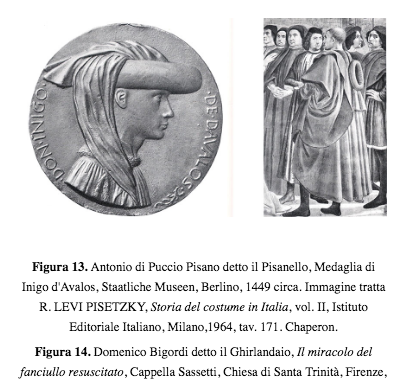 DON·INIGO·
·DE·DAVALOS·
Figura 13. Antonio di Puccio Pisano detto il Pisanello, Medaglia di
Inigo d'Avalos, Staatliche Museen, Berlino, 1449 circa. Immagine tratta
R. LEVI PISETZKY, Storia del costume in Italia, vol. II, Istituto
Editoriale Italiano, Milano,1964, tav. 171. Chaperon.
Figura 14. Domenico Bigordi detto il Ghirlandaio, Il miracolo del
fanciullo resuscitato, Cappella Sassetti, Chiesa di Santa Trinità, Firenze,